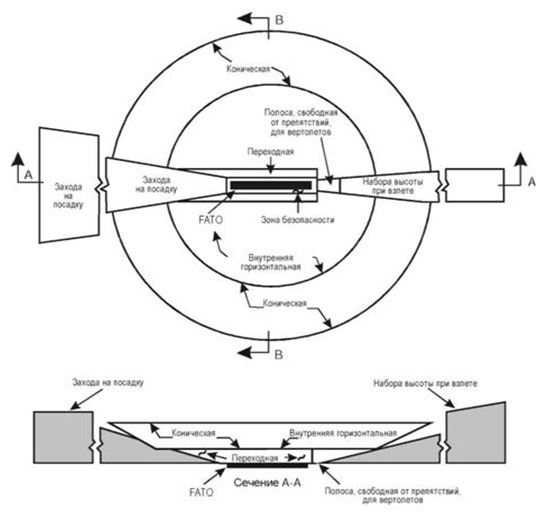 В
Коническая
Полоса, свободная
от препятствий,
для вертолетов
Переходная
А
Захода
на
посадку
Захода
на посадку
Набора высоты
при взлете
А
FATO
Зона безопасности
Внутренняя
горизонтальная
Коническая
В
Захода на посадку
Набора высоты при взлете
Коническая
Внутренняя горизонтальная
Переходная
FATO
Сечение А-А
Полоса, свободная от препятствий,
для вертолетов